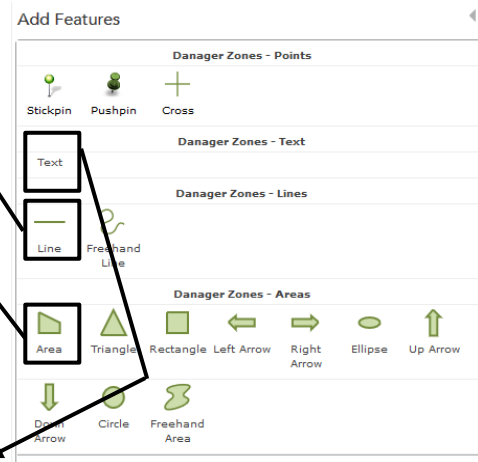 Add Features
Danager Zones - Points
Stickpin Pushpin Cross
Danager Zones - Text
Text
Danager Zones - Lines
Line Freehand Line
Danager Zones - Areas
Area Triangle Rectangle Left Arrow Right Arrow Ellipse Up Arrow
Down Arrow Circle Freehand Area